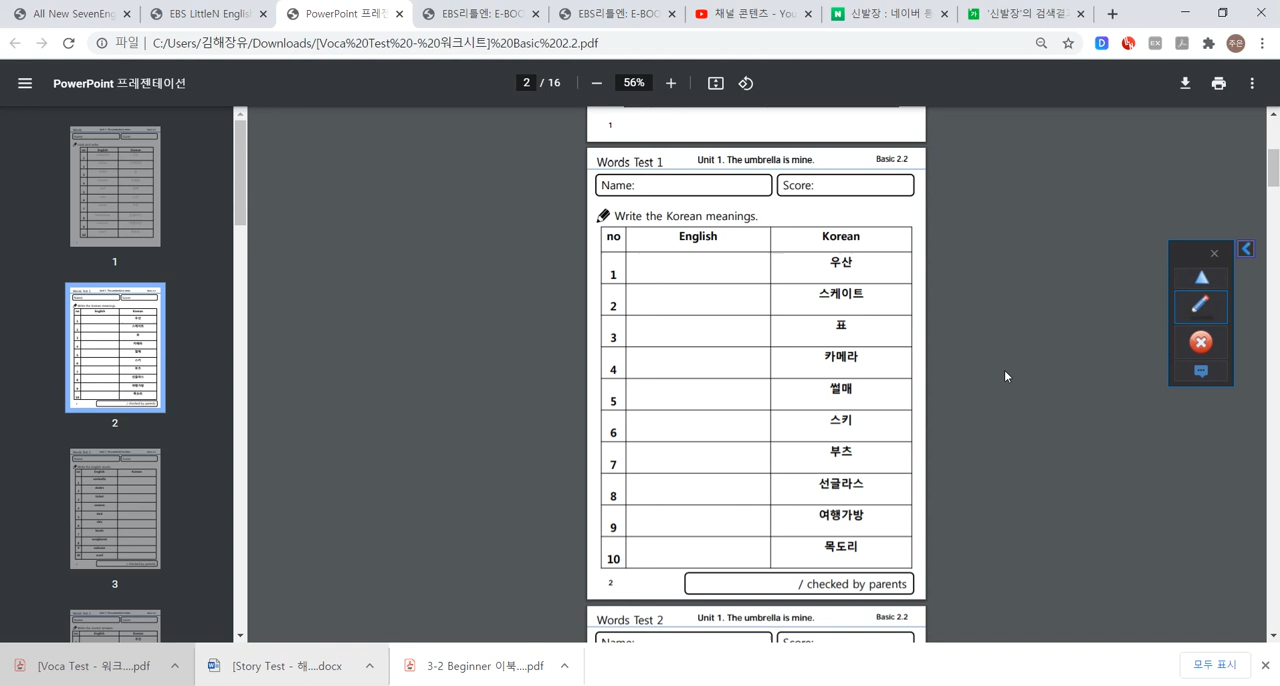 All New SevenEng
EBS LIttleN English
PowerPoint 프레젠
EBS리틀엔: E-BOO
EBS리틀엔: E-BOO
채널 콘텐츠 - You
신발장 : 네이버 통
'신발장'의 검색결과
파일
C:/Users/김해장유/Downloads/[Voca%20Test%20-%20워크시트]%20Basic%202.2.pdf
주은
PowerPoint 프레젠테이션
2 / 16
56%
1
2
3
1
Words Test 1
Unit 1. The umbrella is mine.
Basic 2.2
Name:
Score:
Write the Korean meanings.
no English Korean
1 우산
2 스케이트
3 표
4 카메라
5 썰매
6 스키
7 부츠
8 선글라스
9 여행가방
10 목도리
2
/ checked by parents
Words Test 2
Unit 1. The umbrella is mine.
Basic 2.2
Name:
Score:
[Voca Test - 워크....pdf
[Story Test - 해....docx
3-2 Beginner 이북....pdf
모두 표시